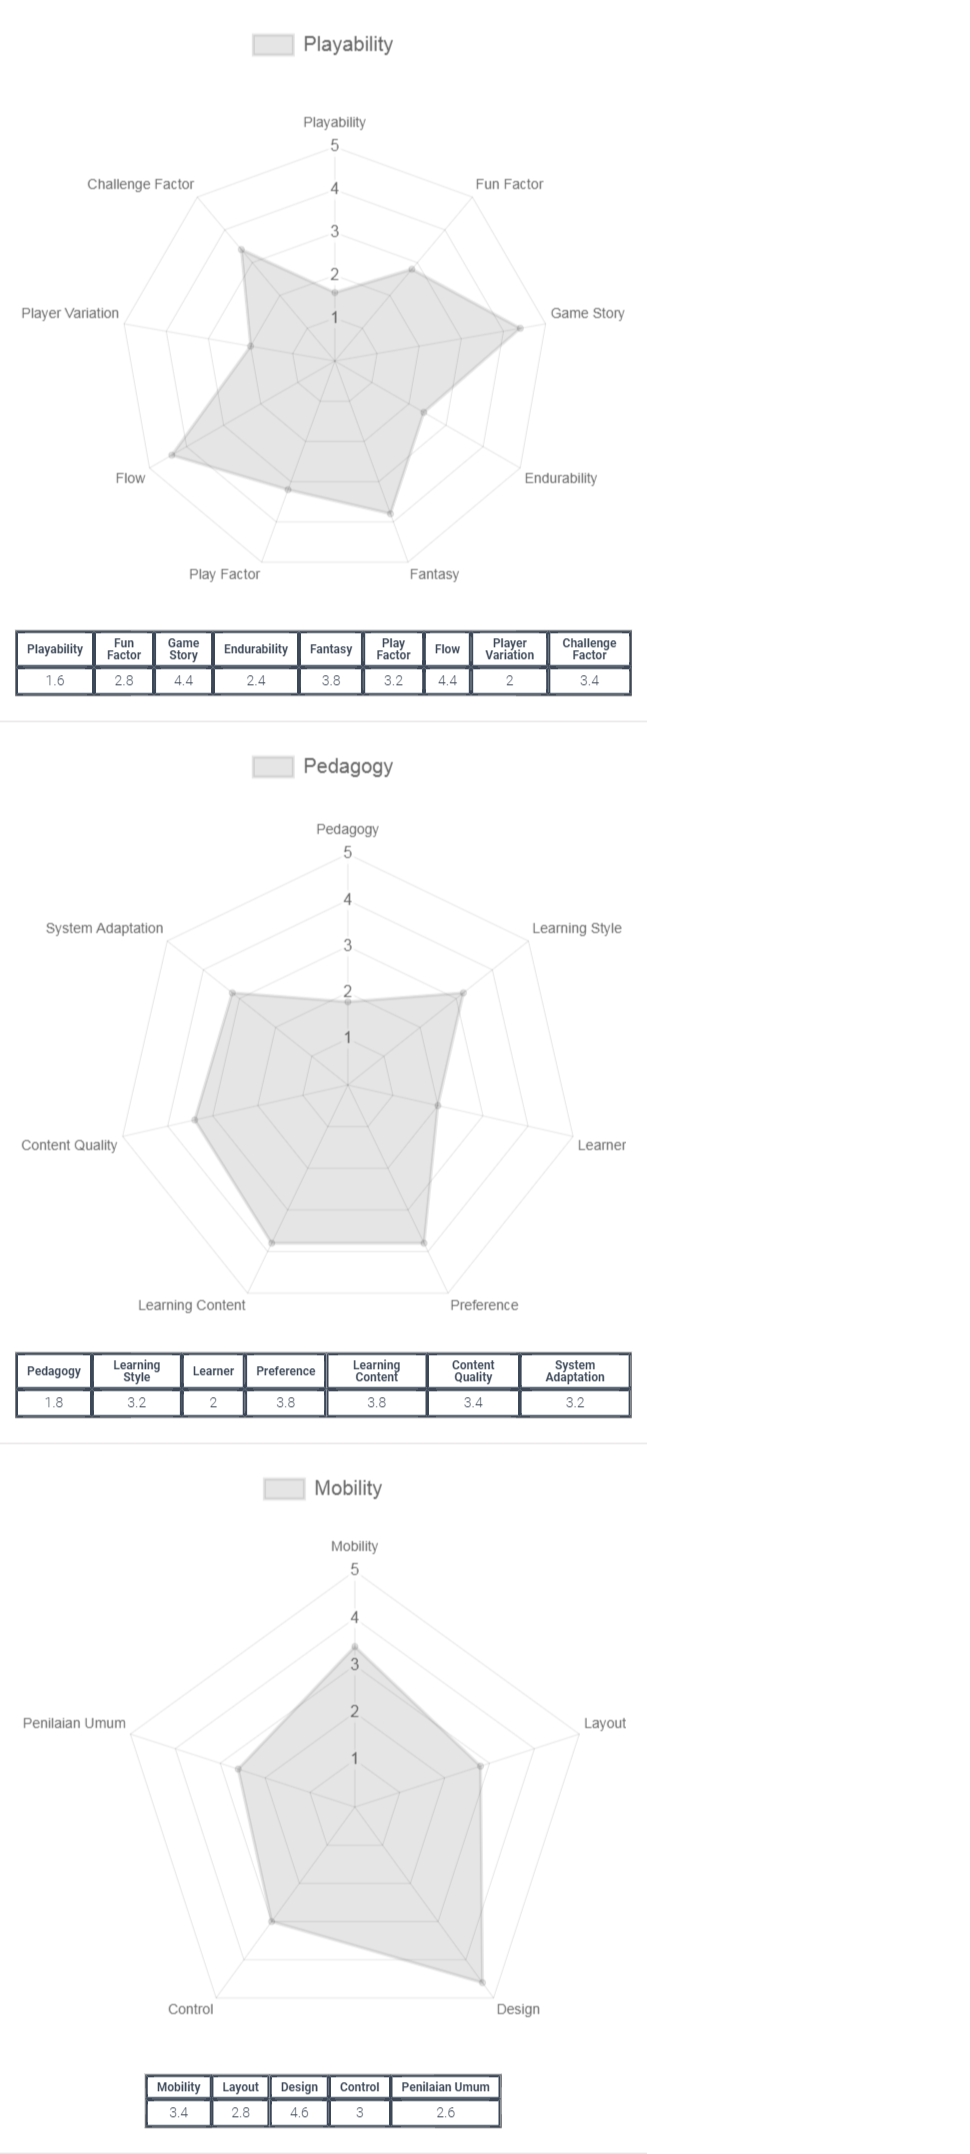 Playability
Playability
5
Challenge Factor
Fun Factor
4
3
2
Player Variation
Game Story
1
Flow
Endurability
Play Factor
Fantasy
Playability Fun Factor Game Story Endurability Fantasy Play Factor Flow Player Variation Challenge Factor
1.6 2.8 4.4 2.4 3.8 3.2 4.4 2 3.4
Pedagogy
Pedagogy
5
4
System Adaptation
Learning Style
3
2
1
Content Quality
Learner
Learning Content
Preference
Pedagogy Learning Style Learner Preference Learning Content Content Quality System Adaptation
1.8 3.2 2 3.8 3.8 3.4 3.2
Mobility
Mobility
5
4
3
2
Penilaian Umum
Layout
1
Control
Design
Mobility Layout Design Control Penilaian Umum
3.4 2.8 4.6 3 2.6